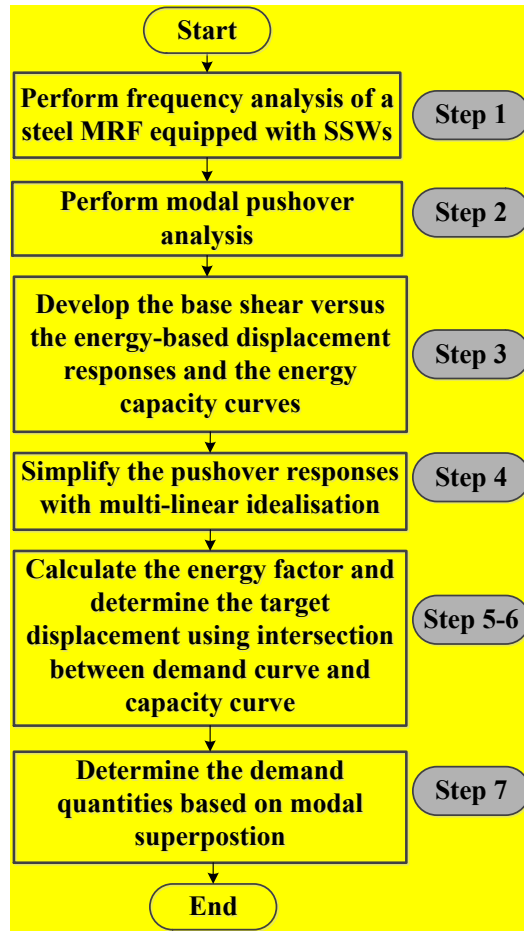 Start
Perform frequency analysis of a
steel MRF equipped with SSWs
Step 1
Perform modal pushover
analysis
Step 2
Develop the base shear versus
the energy-based displacement
responses and the energy
capacity curves
Step 3
Simplify the pushover responses
with multi-linear idealisation
Step 4
Calculate the energy factor and
determine the target
displacement using intersection
between demand curve and
capacity curve
Step 5-6
Determine the demand
quantities based on modal
superpostion
Step 7
End